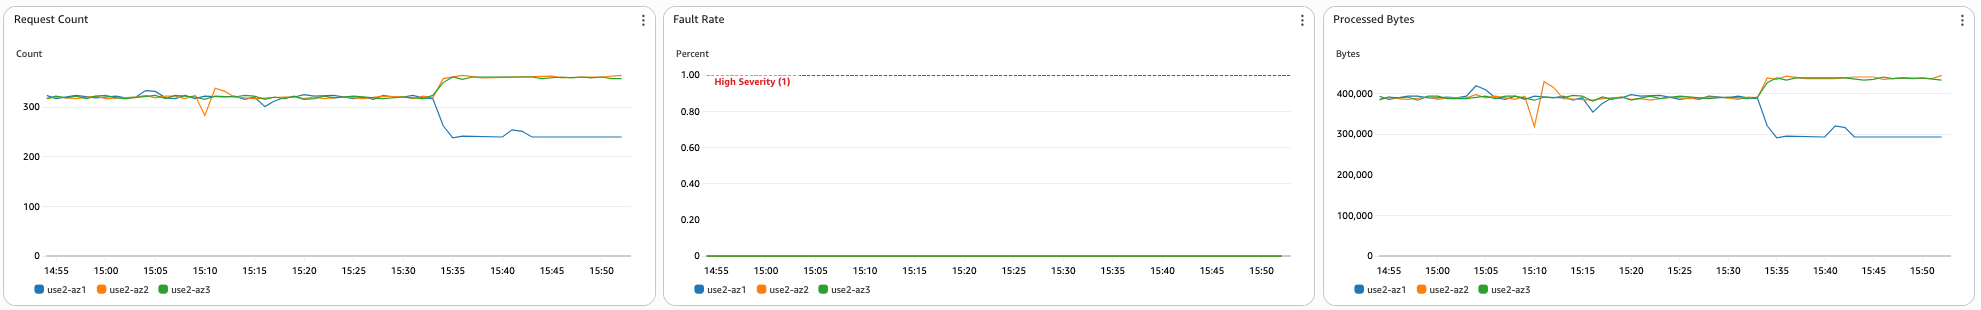 Request Count
Count
300
200
100
0
14:55 15:00 15:05 15:10 15:15 15:20 15:25 15:30 15:35 15:40 15:45 15:50
use2-az1 use2-az2 use2-az3
Fault Rate
Percent
1.00
High Severity (1)
0.80
0.60
0.40
0.20
0
14:55 15:00 15:05 15:10 15:15 15:20 15:25 15:30 15:35 15:40 15:45 15:50
use2-az1 use2-az2 use2-az3
Processed Bytes
Bytes
400,000
300,000
200,000
100,000
0
14:55 15:00 15:05 15:10 15:15 15:20 15:25 15:30 15:35 15:40 15:45 15:50
use2-az1 use2-az2 use2-az3